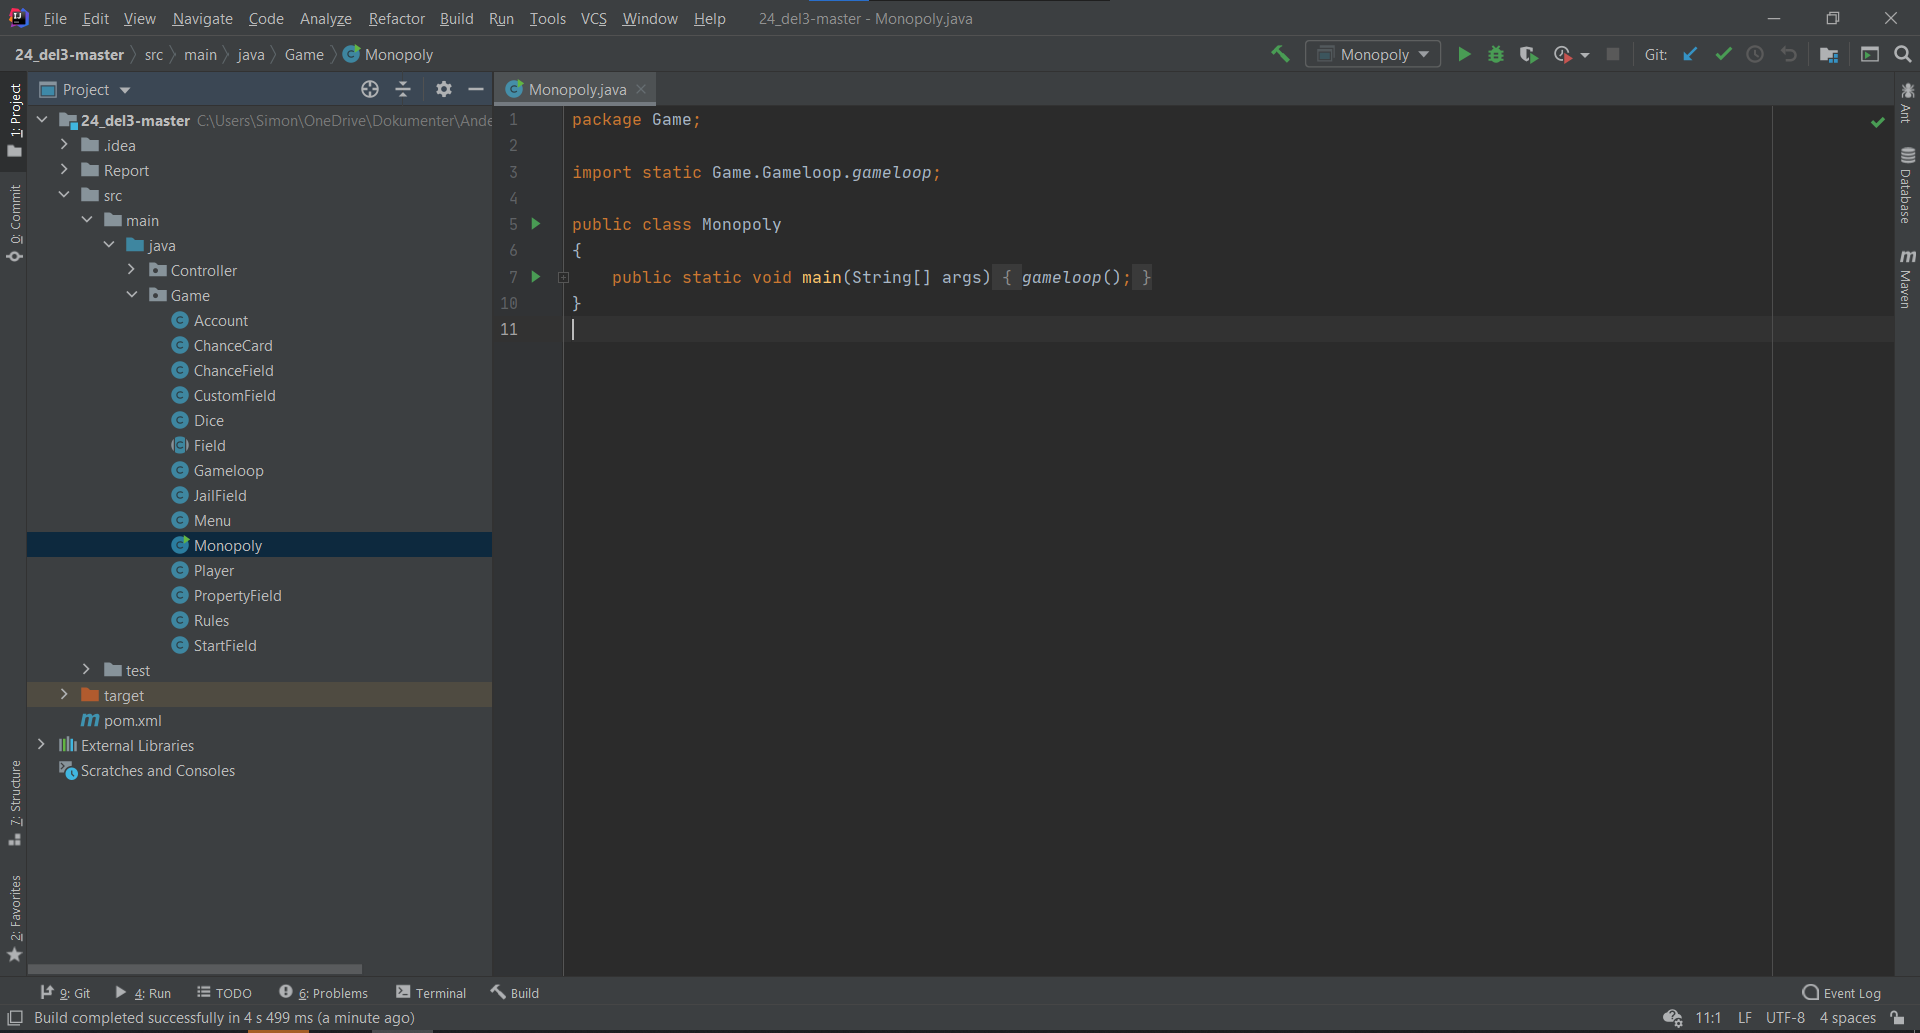 File Edit View Navigate Code Analyze Refactor Build Run Tools VCS Window Help 24_del3-master - Monopoly.java
24_del3-master src main java Game Monopoly
Monopoly Git:
Project
Monopoly.java
1: Project
0: Commit
7: Structure
2: Favorites
24_del3-master C:\Users\Simon\OneDrive\Dokumenter\Ande
.idea
Report
src
main
java
Controller
Game
Account
ChanceCard
ChanceField
CustomField
Dice
Field
Gameloop
JailField
Menu
Monopoly
Player
PropertyField
Rules
StartField
test
target
pom.xml
External Libraries
Scratches and Consoles
1 package Game;
2
3 import static Game.Gameloop.gameloop;
4
5 public class Monopoly
6 {
7 public static void main(String[] args) { gameloop(); }
10 }
11
Ant
Database
Maven
9: Git 4: Run TODO 6: Problems Terminal Build Event Log
Build completed successfully in 4 s 499 ms (a minute ago) 11:1 LF UTF-8 4 spaces